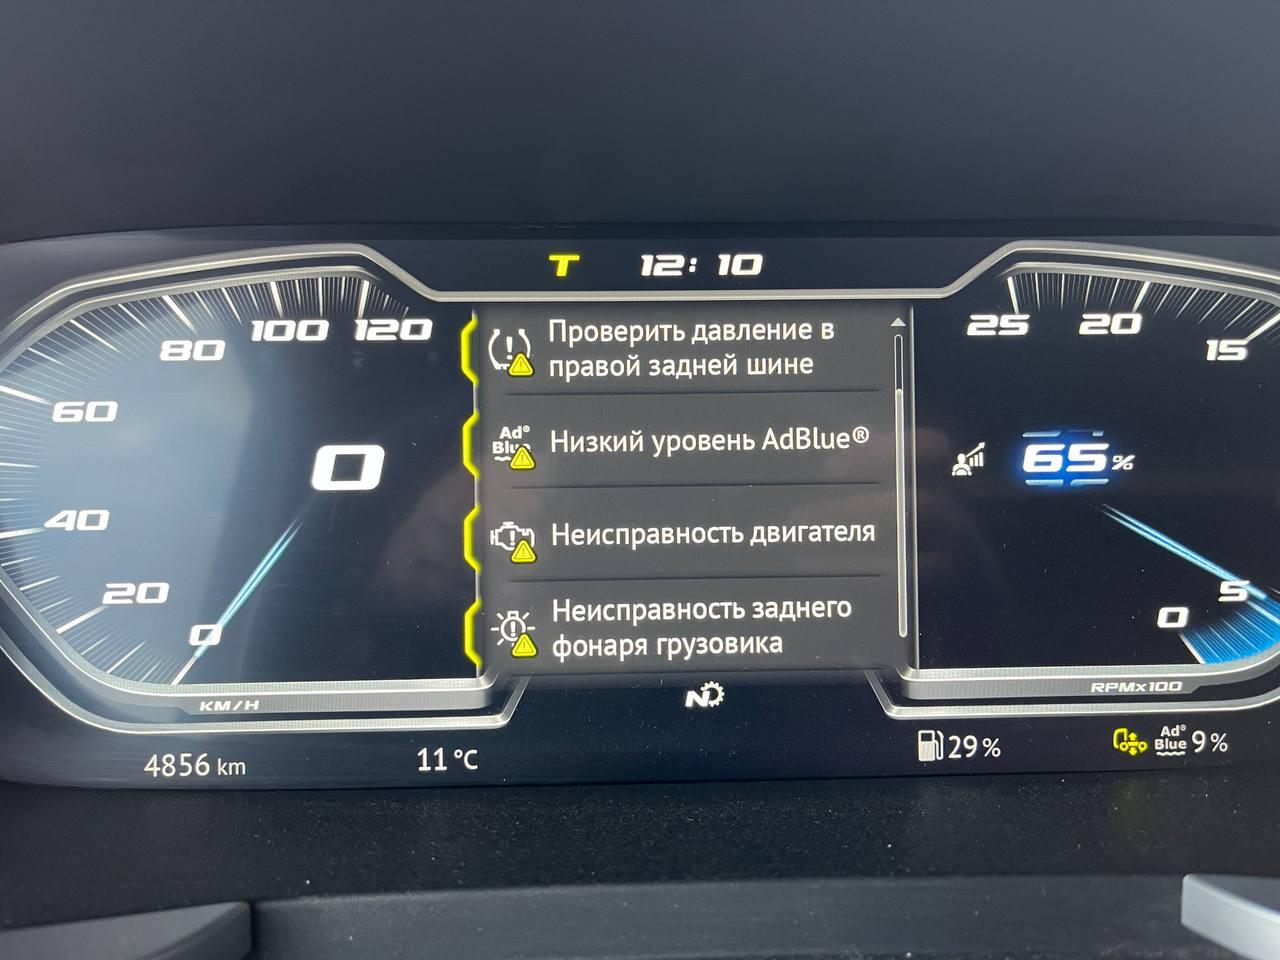 T 12:10
120
100
80
60
40
20
0
0
KM/H
Проверить давление в
правой задней шине
Ad®
Blue
Низкий уровень AdBlue®
Неисправность двигателя
Неисправность заднего
фонаря грузовика
N
25
20
15
5
0
65%
RPMx100
4856 km
11 °C
29%
Ad®
Blue
9%